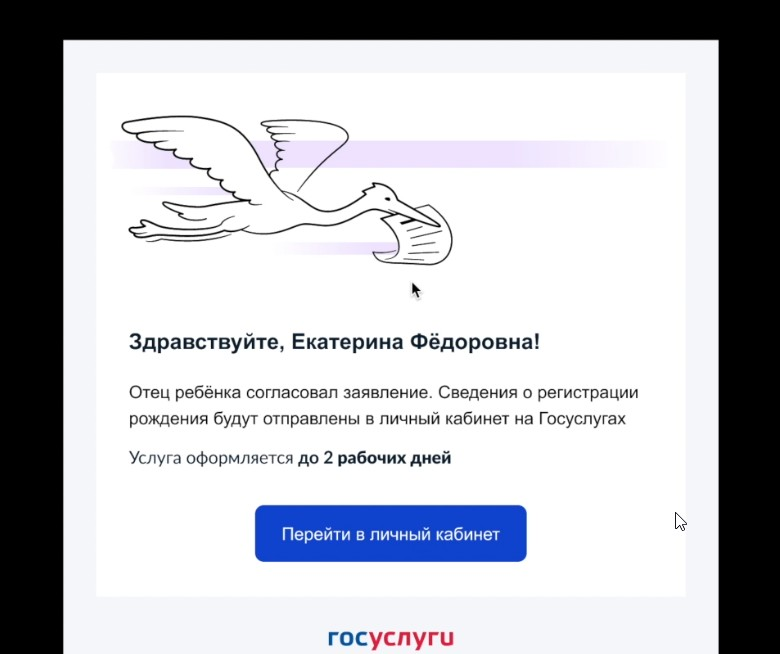 Здравствуйте, Екатерина Фёдоровна!
Отец ребёнка согласовал заявление. Сведения о регистрации
рождения будут отправлены в личный кабинет на Госуслугах
Услуга оформляется до 2 рабочих дней
Перейти в личный кабинет
госуслуги